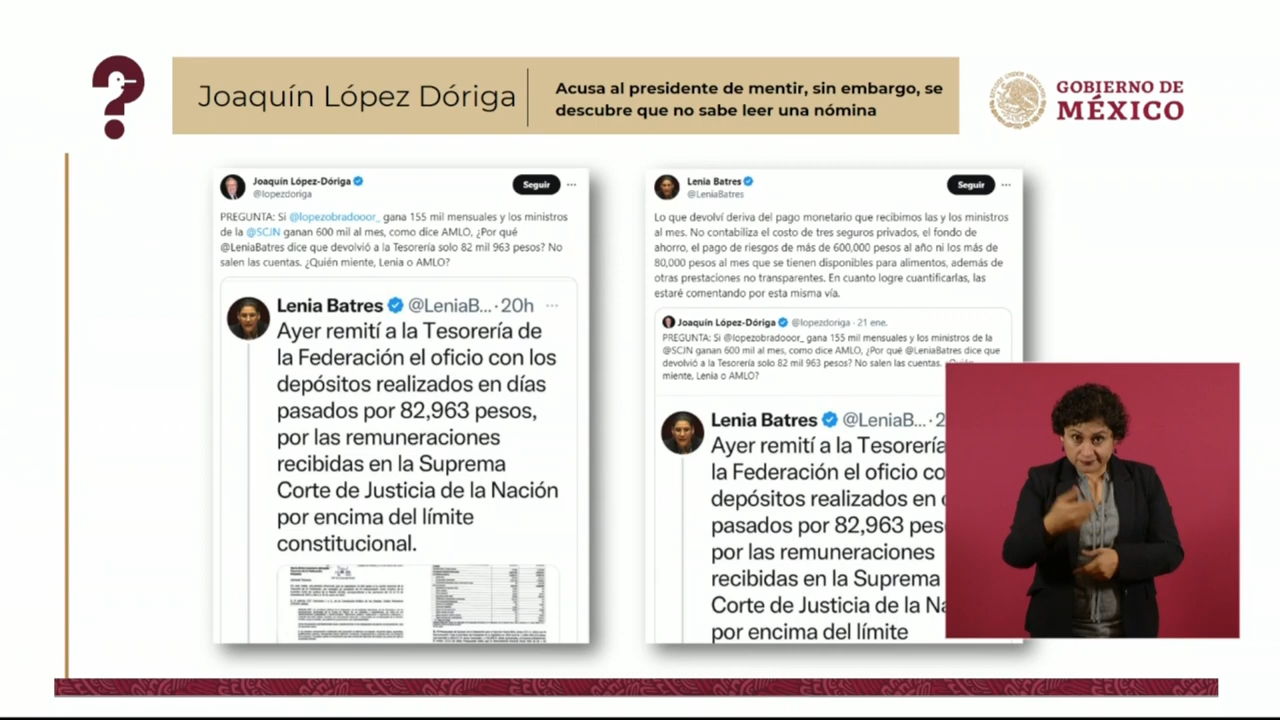 Joaquín López Dóriga
Acusa al presidente de mentir, sin embargo, se
descubre que no sabe leer una nómina
GOBIERNO DE
MÉXICO
Joaquín López-Dóriga
@lopezdoriga
Seguir
PREGUNTA: Si @lopezobradooor_ gana 155 mil mensuales y los ministros
de la @SCJN ganan 600 mil al mes, como dice AMLO, ¿Por qué
@LeniaBatres dice que devolvió a la Tesorería solo 82 mil 963 pesos? No
salen las cuentas. ¿Quién miente, Lenia o AMLO?
Lenia Batres @LeniaB... · 20h
Ayer remití a la Tesorería de
la Federación el oficio con los
depósitos realizados en días
pasados por 82,963 pesos,
por las remuneraciones
recibidas en la Suprema
Corte de Justicia de la Nación
por encima del límite
constitucional.
Lenia Batres
@LeniaBatres
Seguir
Lo que devolví deriva del pago monetario que recibimos las y los ministros
al mes. No contabiliza el costo de tres seguros privados, el fondo de
ahorro, el pago de riesgos de más de 600,000 pesos al año ni los más de
80,000 pesos al mes que se tienen disponibles para alimentos, además de
otras prestaciones no transparentes. En cuanto logre cuantificarlas, las
estaré comentando por esta misma vía.
Joaquín López-Dóriga @lopezdoriga · 21 ene.
PREGUNTA: Si @lopezobradooor_ gana 155 mil mensuales y los ministros de la
@SCJN ganan 600 mil al mes, como dice AMLO, ¿Por qué @LeniaBatres dice que
devolvió a la Tesorería solo 82 mil 963 pesos? No salen las cuentas. ¿Quién
miente, Lenia o AMLO?
Lenia Batres @LeniaB... · 2
Ayer remití a la Tesorería
la Federación el oficio co
depósitos realizados en
pasados por 82,963 pes
por las remuneraciones
recibidas en la Suprema
Corte de Justicia de la Na
por encima del límite